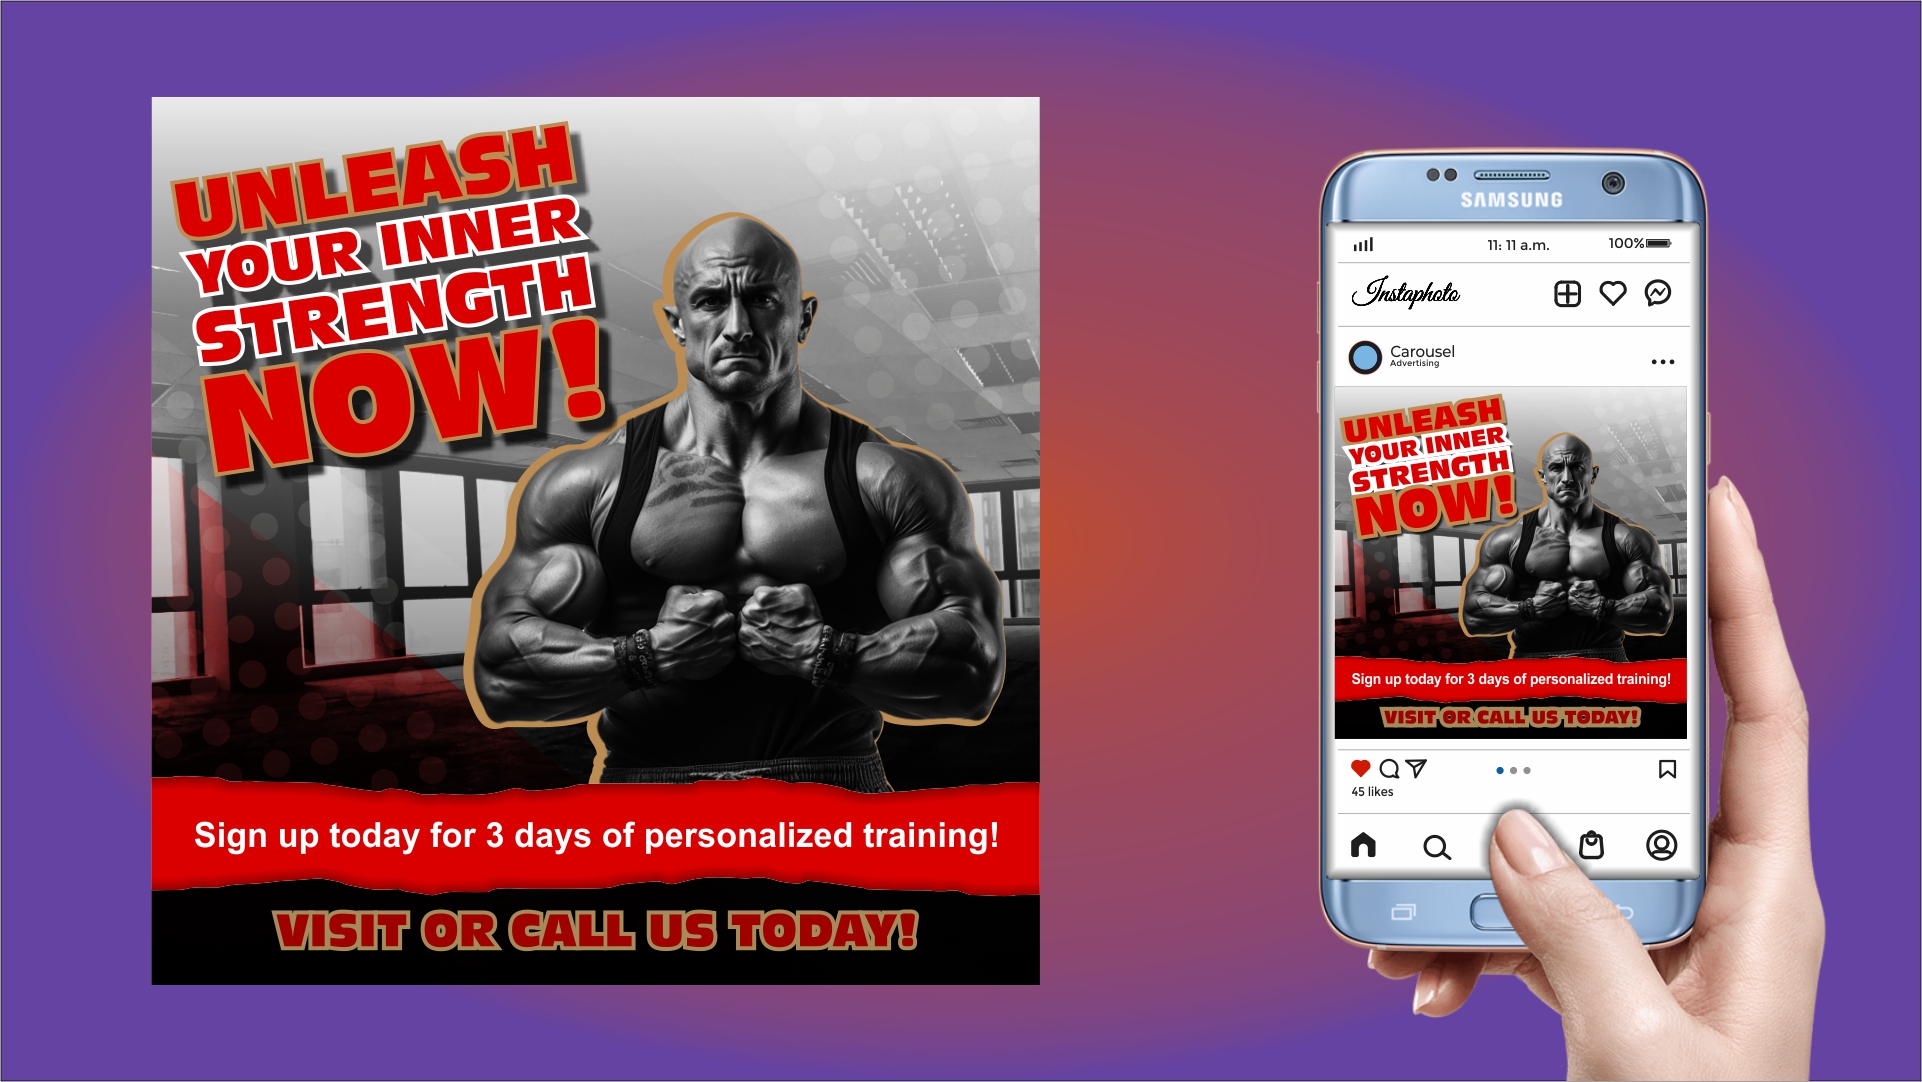 UNLEASH
YOUR INNER
STRENGTH
NOW!
Sign up today for 3 days of personalized training!
VISIT OR CALL US TODAY!
SAMSUNG
11: 11 a.m.
100%
Instaphoto
Carousel
Advertising
UNLEASH
YOUR INNER
STRENGTH
NOW!
Sign up today for 3 days of personalized training!
VISIT OR CALL US TODAY!
45 likes